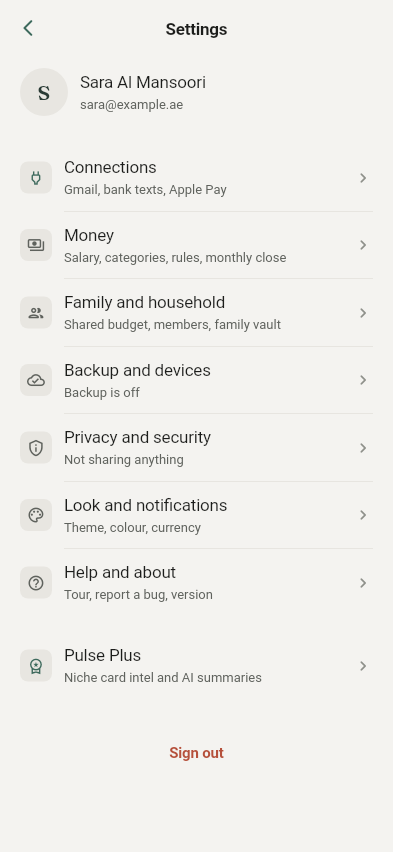 Settings
S
Sara Al Mansoori
sara@example.ae
Connections
Gmail, bank texts, Apple Pay
Money
Salary, categories, rules, monthly close
Family and household
Shared budget, members, family vault
Backup and devices
Backup is off
Privacy and security
Not sharing anything
Look and notifications
Theme, colour, currency
Help and about
Tour, report a bug, version
Pulse Plus
Niche card intel and AI summaries
Sign out